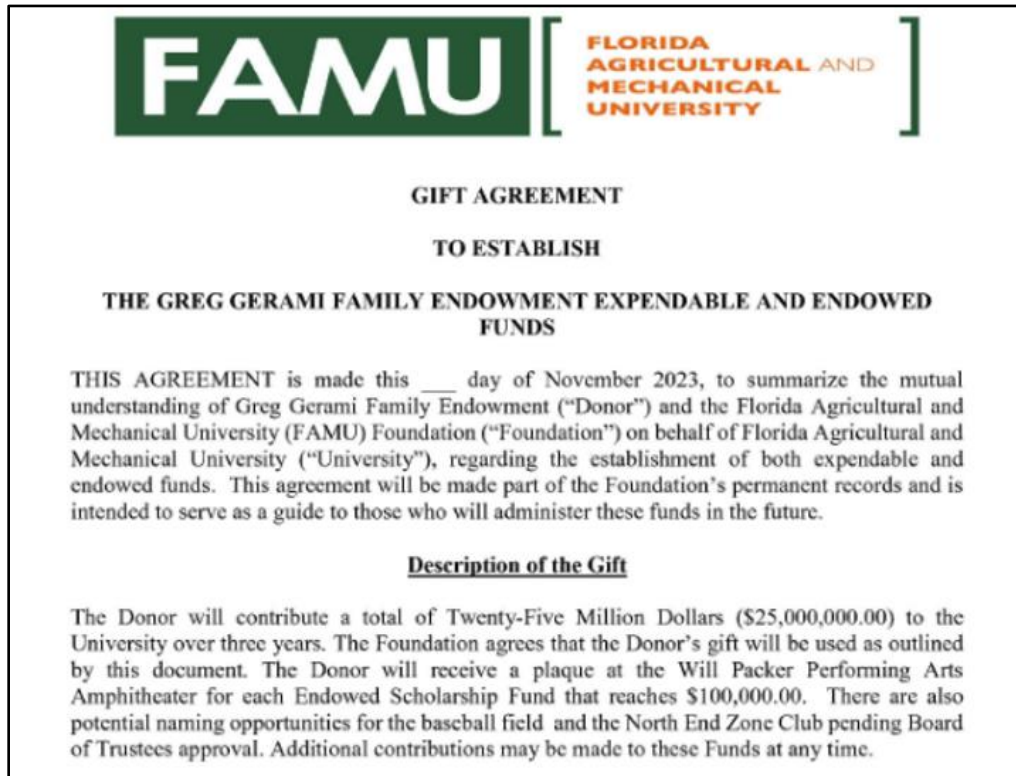 FAMU
FLORIDA
AGRICULTURAL AND
MECHANICAL
UNIVERSITY
GIFT AGREEMENT
TO ESTABLISH
THE GREG GERAMI FAMILY ENDOWMENT EXPENDABLE AND ENDOWED
FUNDS
THIS AGREEMENT is made this ___ day of November 2023, to summarize the mutual
understanding of Greg Gerami Family Endowment (“Donor”) and the Florida Agricultural and
Mechanical University (FAMU) Foundation (“Foundation”) on behalf of Florida Agricultural and
Mechanical University (“University”), regarding the establishment of both expendable and
endowed funds. This agreement will be made part of the Foundation’s permanent records and is
intended to serve as a guide to those who will administer these funds in the future.
Description of the Gift
The Donor will contribute a total of Twenty-Five Million Dollars ($25,000,000.00) to the
University over three years. The Foundation agrees that the Donor’s gift will be used as outlined
by this document. The Donor will receive a plaque at the Will Packer Performing Arts
Amphitheater for each Endowed Scholarship Fund that reaches $100,000.00. There are also
potential naming opportunities for the baseball field and the North End Zone Club pending Board
of Trustees approval. Additional contributions may be made to these Funds at any time.